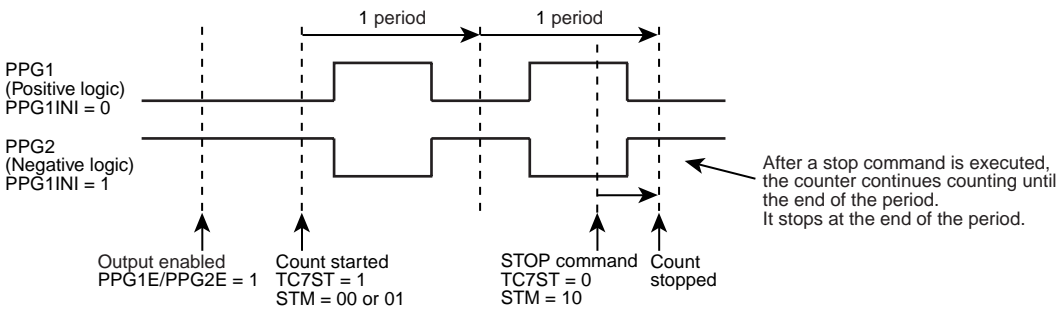 1 period
1 period
PPG1
(Positive logic)
PPG1INI = 0
PPG2
(Negative logic)
PPG1INI = 1
After a stop command is executed,
the counter continues counting until
the end of the period.
It stops at the end of the period.
Output enabled
PPG1E/PPG2E = 1
Count started
TC7ST = 1
STM = 00 or 01
STOP command
TC7ST = 0
STM = 10
Count
stopped